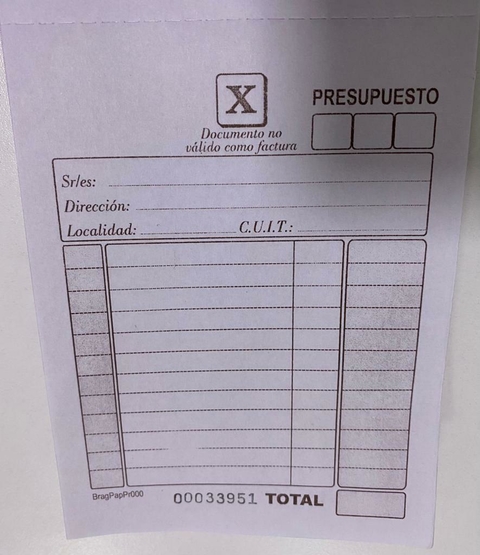 X
PRESUPUESTO
Documento no
válido como factura
Sr/es:
Dirección:
Localidad: C.U.I.T.:
BragPapPr000 00033951 TOTAL